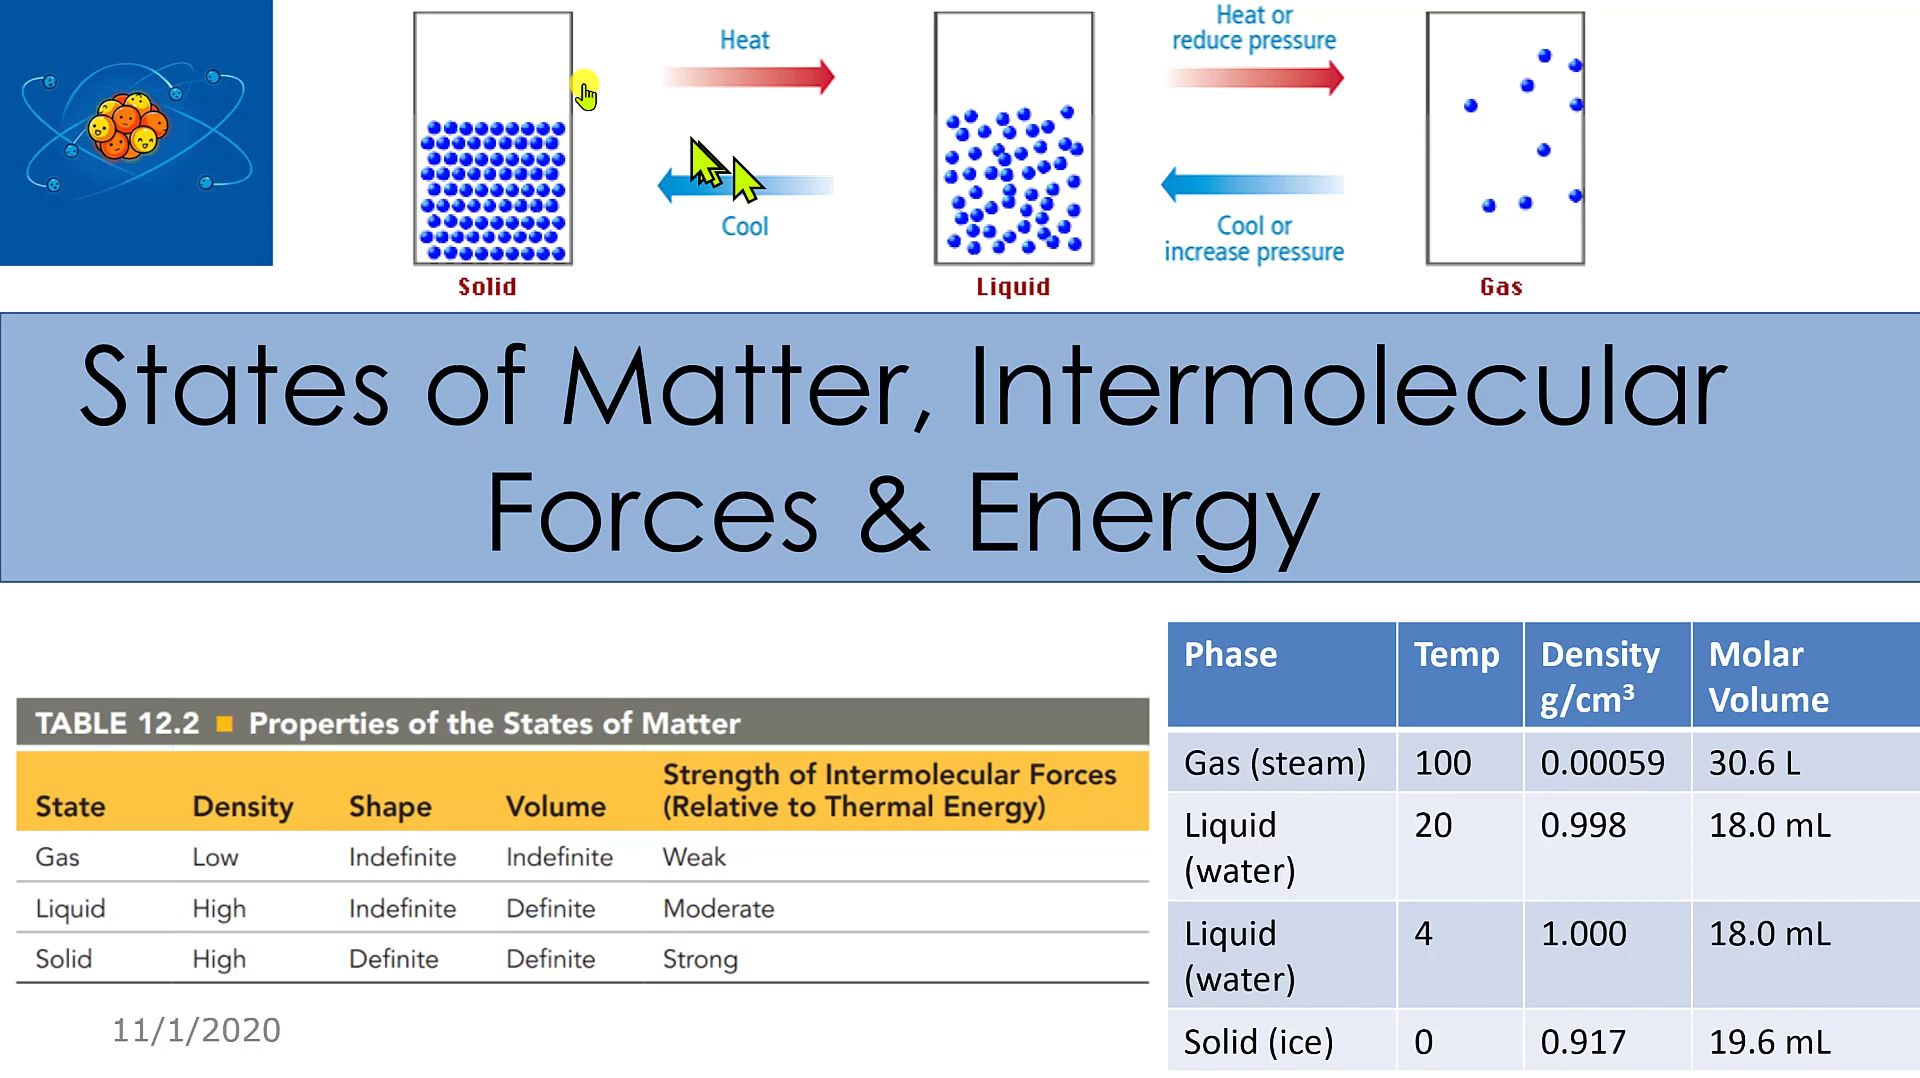 Heat
Heat or
reduce pressure
Cool
Cool or
increase pressure
Solid
Liquid
Gas
States of Matter, Intermolecular
Forces & Energy
TABLE 12.2 ■ Properties of the States of Matter
State Density Shape Volume Strength of Intermolecular Forces (Relative to Thermal Energy)
Gas Low Indefinite Indefinite Weak
Liquid High Indefinite Definite Moderate
Solid High Definite Definite Strong
11/1/2020
Phase Temp Density g/cm³ Molar Volume
Gas (steam) 100 0.00059 30.6 L
Liquid (water) 20 0.998 18.0 mL
Liquid (water) 4 1.000 18.0 mL
Solid (ice) 0 0.917 19.6 mL